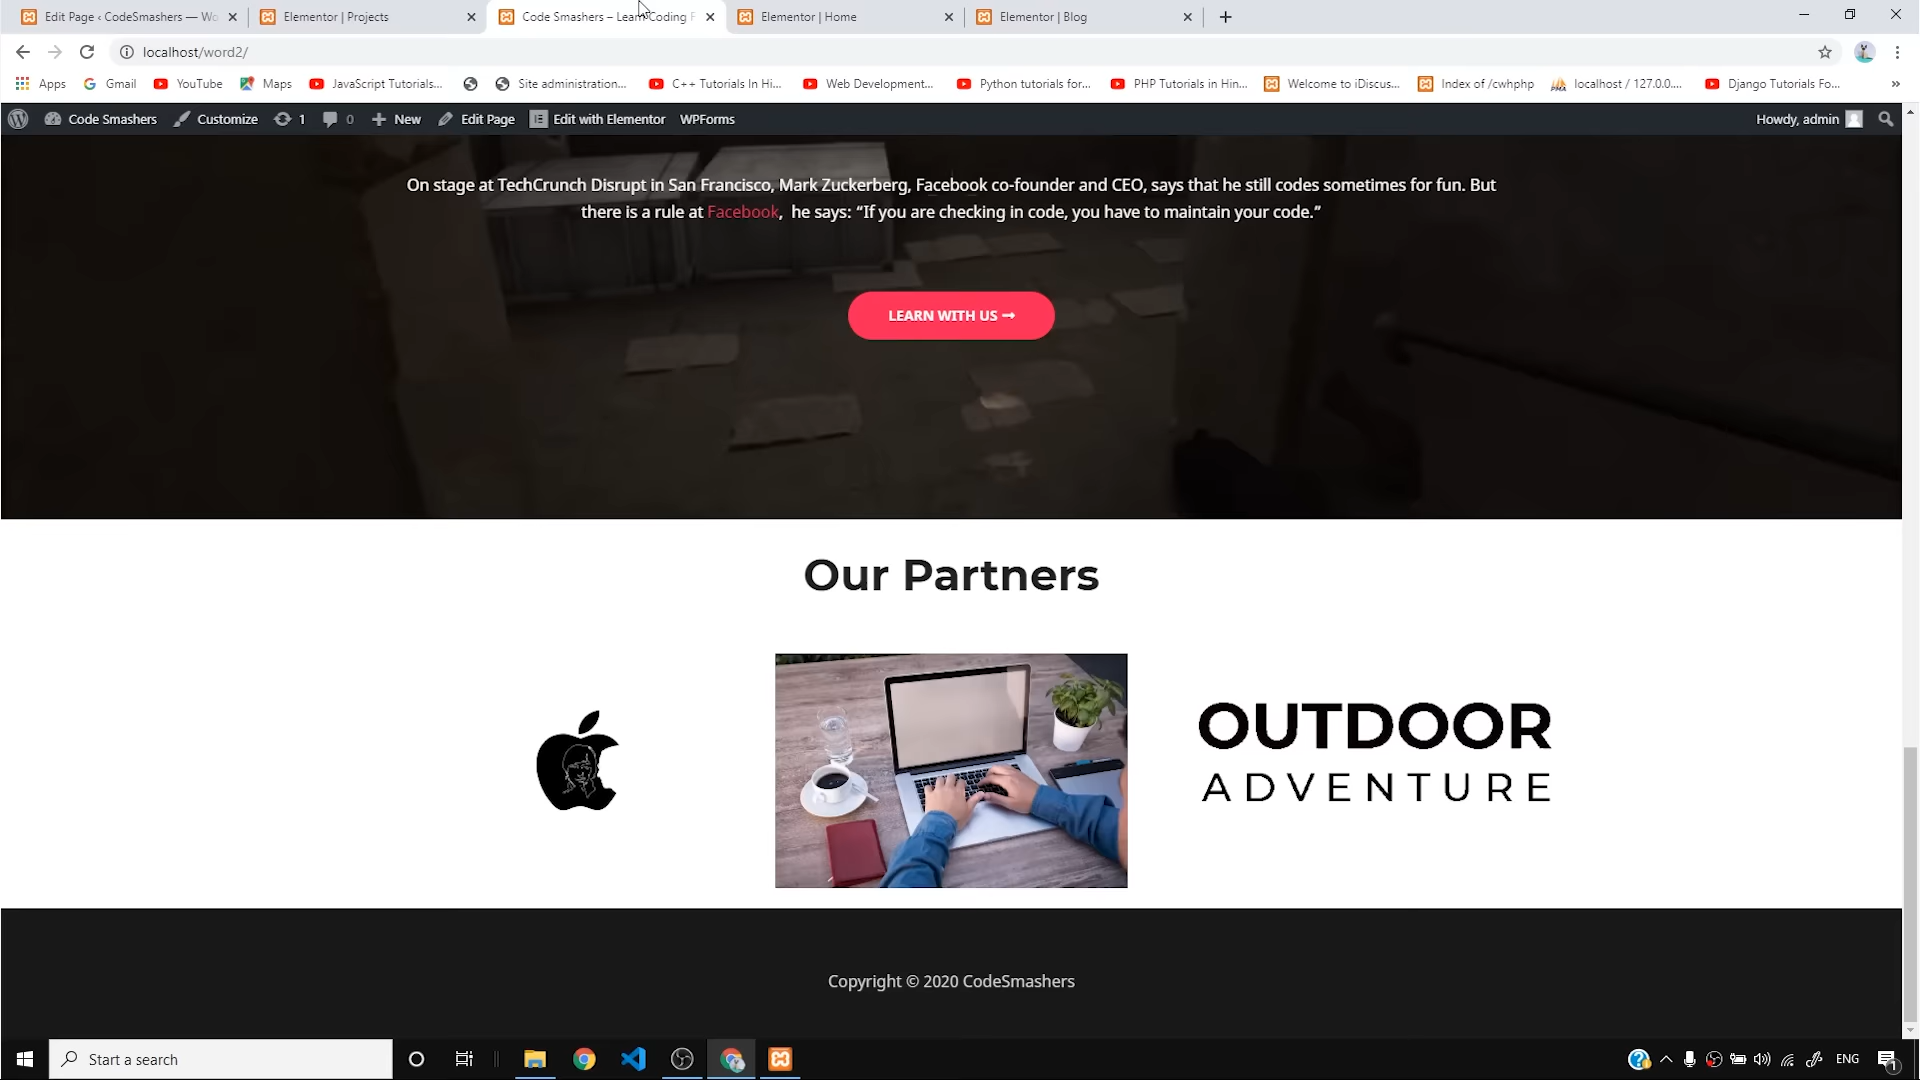 Edit Page ‹ CodeSmashers — Wo
Elementor | Projects
Code Smashers – Learn Coding F
Elementor | Home
Elementor | Blog
localhost/word2/
Apps
Gmail
YouTube
Maps
JavaScript Tutorials...
Site administration...
C++ Tutorials In Hi...
Web Development...
Python tutorials for...
PHP Tutorials in Hin...
Welcome to iDiscus...
Index of /cwhphp
localhost / 127.0.0....
Django Tutorials Fo...
»
Code Smashers
Customize
1
0
New
Edit Page
Edit with Elementor
WPForms
Howdy, admin
On stage at TechCrunch Disrupt in San Francisco, Mark Zuckerberg, Facebook co-founder and CEO, says that he still codes sometimes for fun. But
there is a rule at Facebook, he says: “If you are checking in code, you have to maintain your code.”
LEARN WITH US →
Our Partners
OUTDOOR
ADVENTURE
Copyright © 2020 CodeSmashers
Start a search
ENG
1